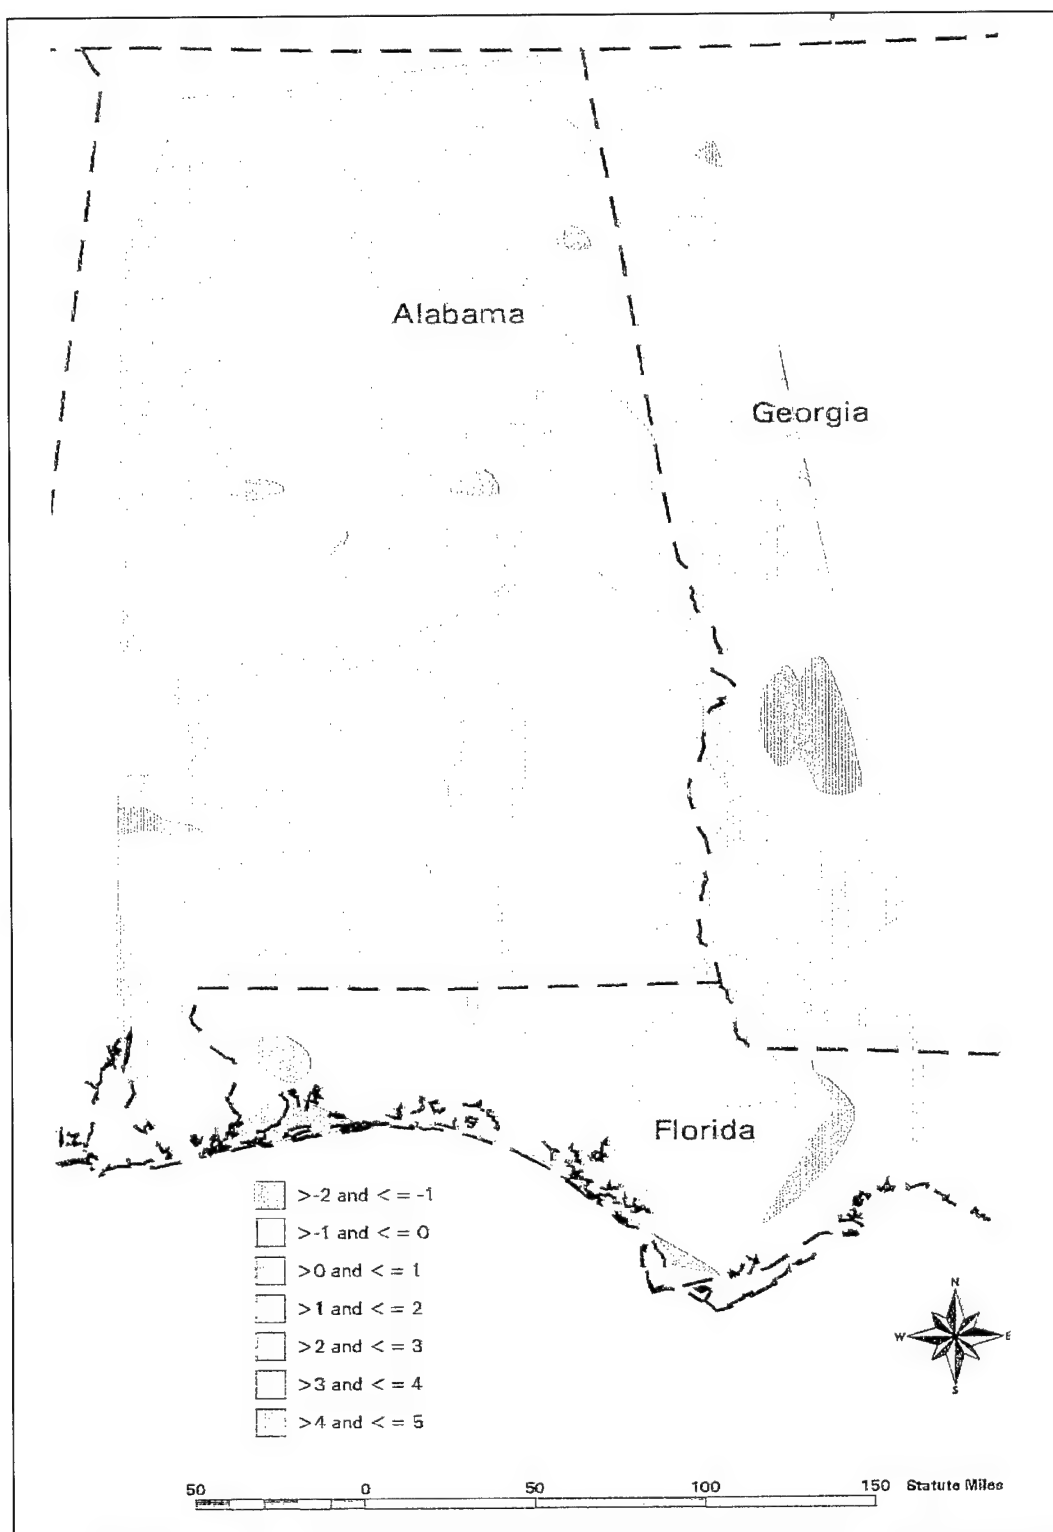 Alabama
Georgia
Florida
>-2 and <= -1
>-1 and <= 0
>0 and <= 1
>1 and <= 2
>2 and <= 3
>3 and <= 4
>4 and <= 5
N
W E
S
50 0 50 100 150 Statute Miles